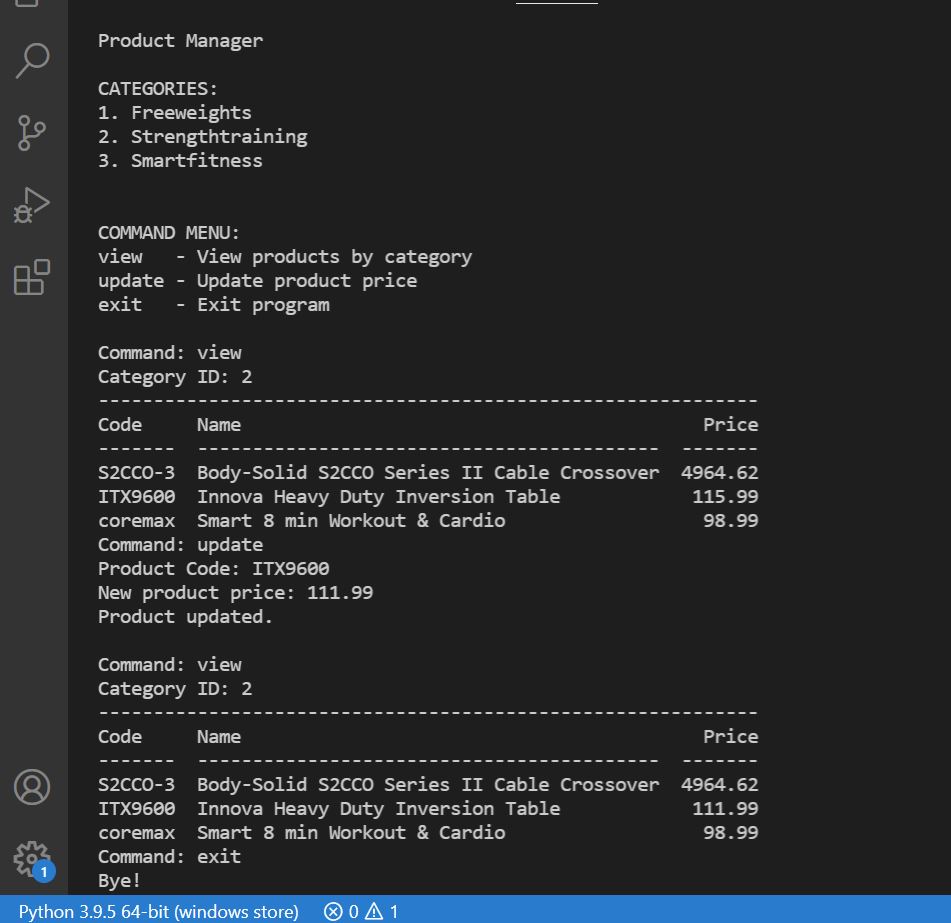 Product Manager
CATEGORIES:
1. Freeweights
2. Strengthtraining
3. Smartfitness
COMMAND MENU:
view   - View products by category
update - Update product price
exit   - Exit program
Command: view
Category ID: 2
------------------------------------------------------------
Code     Name                                          Price
-------  ------------------------------------------  -------
S2CCO-3  Body-Solid S2CCO Series II Cable Crossover  4964.62
ITX9600  Innova Heavy Duty Inversion Table            115.99
coremax  Smart 8 min Workout & Cardio                  98.99
Command: update
Product Code: ITX9600
New product price: 111.99
Product updated.
Command: view
Category ID: 2
------------------------------------------------------------
Code     Name                                          Price
-------  ------------------------------------------  -------
S2CCO-3  Body-Solid S2CCO Series II Cable Crossover  4964.62
ITX9600  Innova Heavy Duty Inversion Table            111.99
coremax  Smart 8 min Workout & Cardio                  98.99
Command: exit
Bye!
1
Python 3.9.5 64-bit (windows store) 0 1